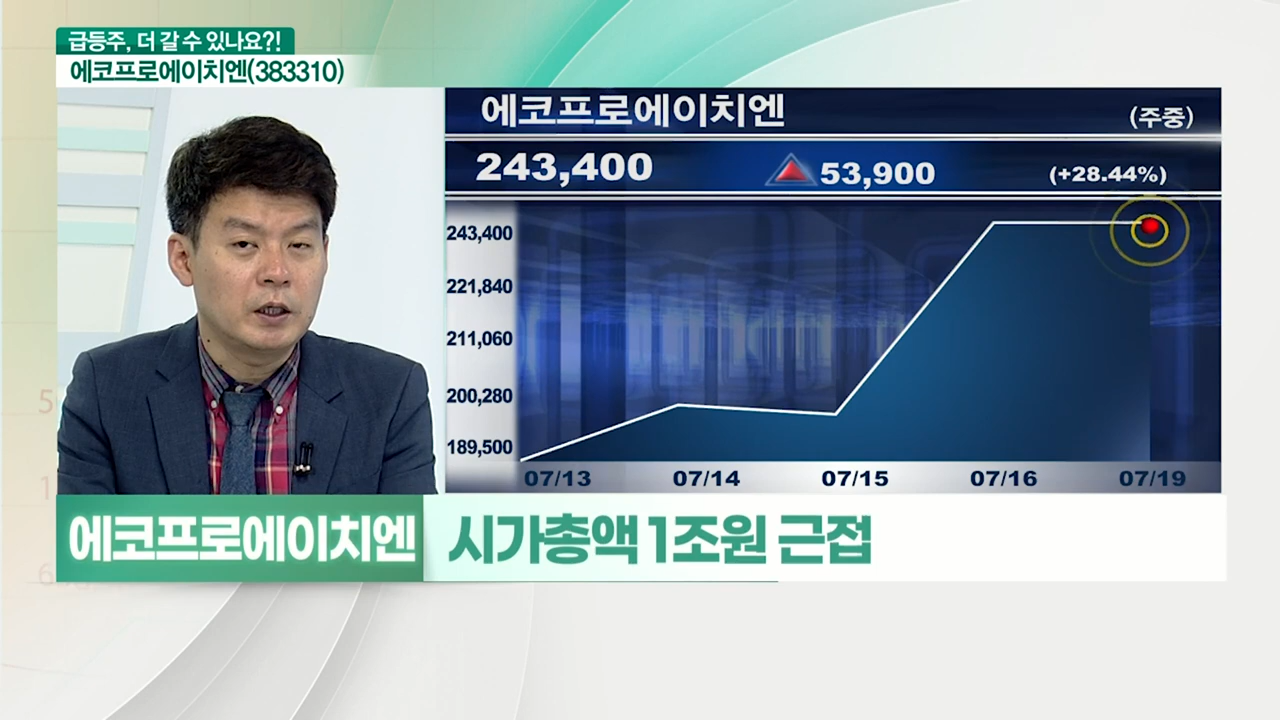 급등주, 더 갈 수 있나요?!
에코프로에이치엔(383310)
에코프로에이치엔
(주중)
243,400
53,900
(+28.44%)
243,400
221,840
211,060
200,280
189,500
07/13
07/14
07/15
07/16
07/19
에코프로에이치엔
시가총액 1조원 근접